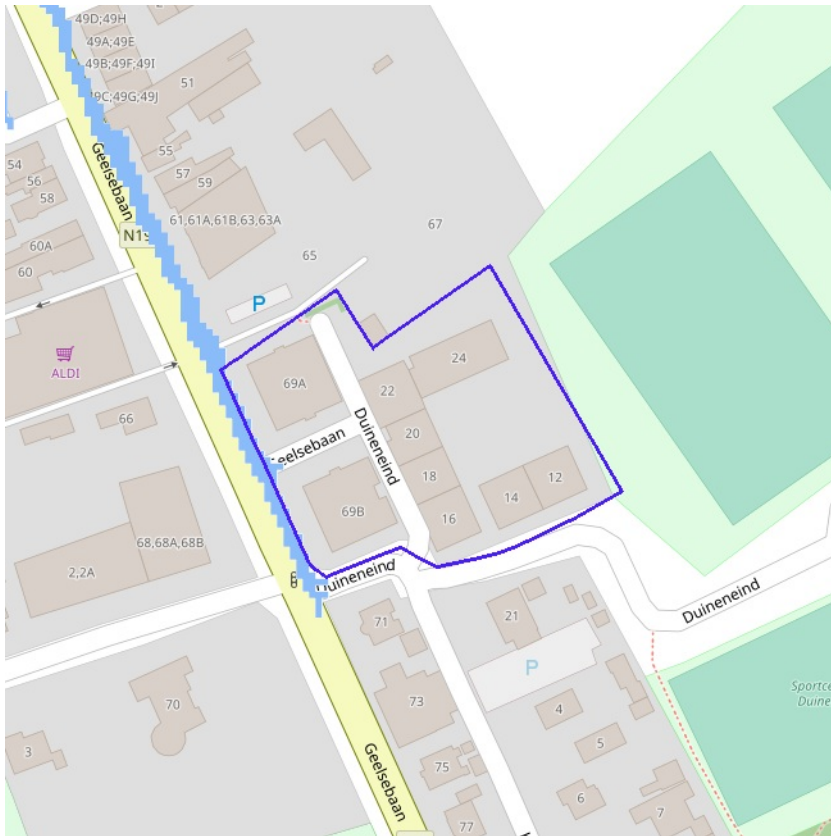 49D;49H
49A;49E
49B;49F;49I
51
49C;49G;49J
Geelsebaan
54
55
56
57
58
59
61,61A,61B,63,63A
67
60A
N19
65
60
P
ALDI
24
69A
22
66
Duineneind
20
Geelsebaan
18
12
14
69B
16
68,68A,68B
2,2A
Duineneind
Duineneind
71
21
P
Sportce
Duine
73
70
4
3
5
Geelsebaan
75
6
7
77